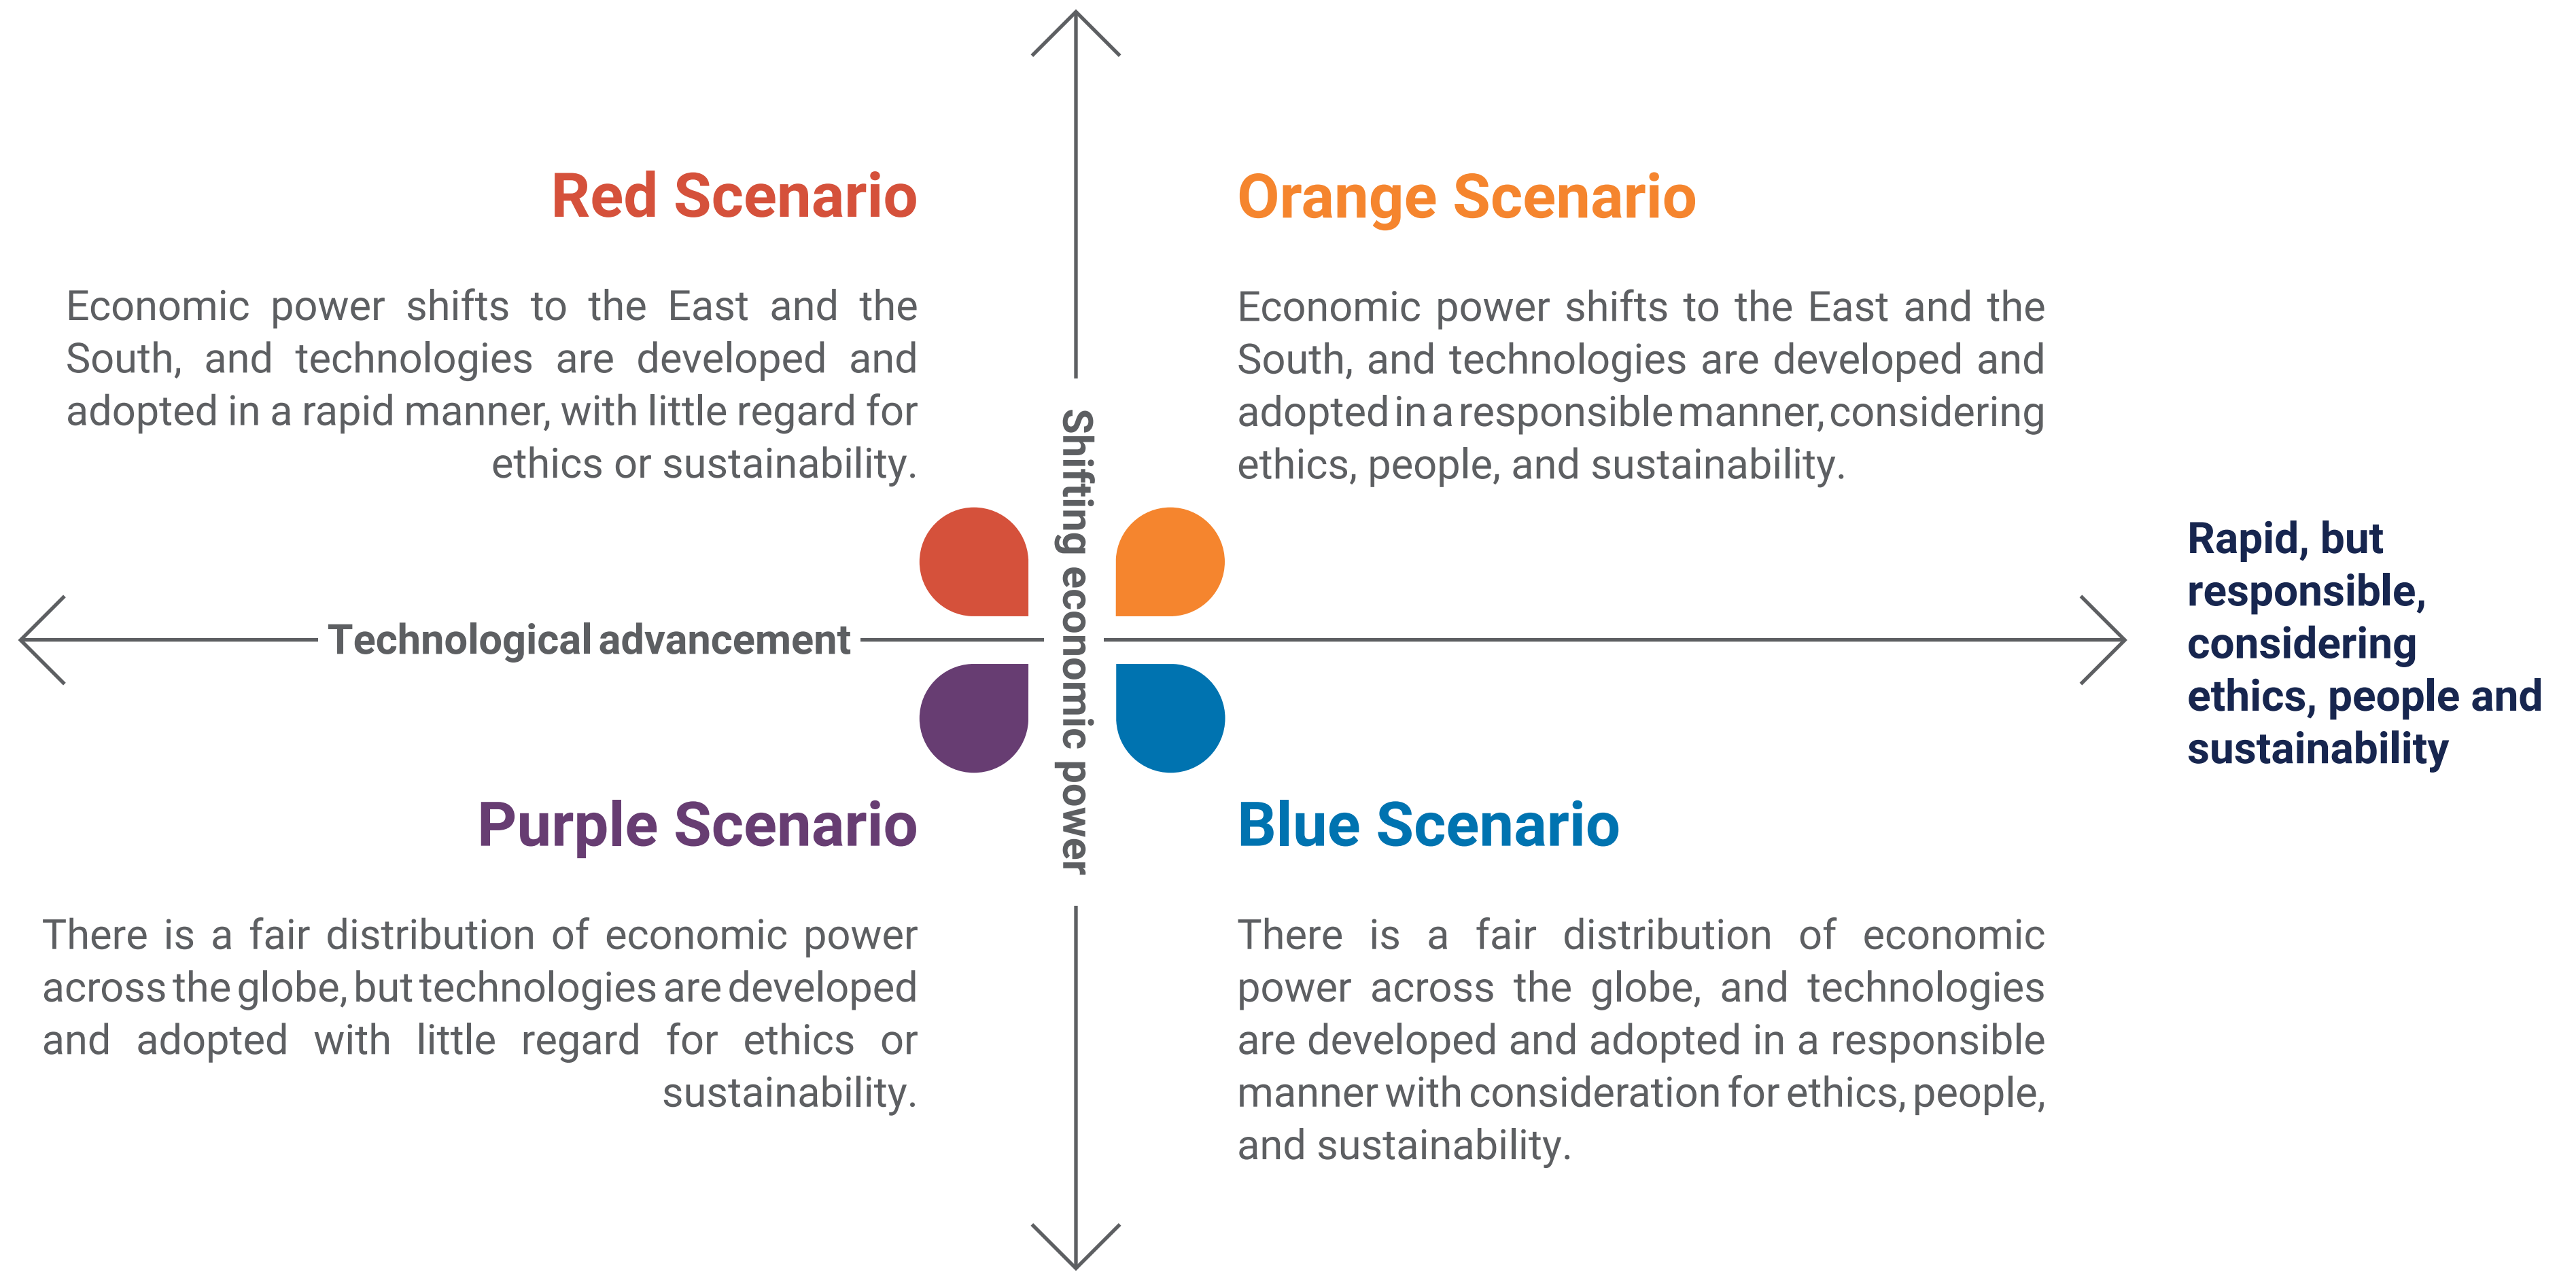 Red Scenario
Economic power shifts to the East and the
South, and technologies are developed and
adopted in a rapid manner, with little regard for
ethics or sustainability.
Orange Scenario
Economic power shifts to the East and the
South, and technologies are developed and
adopted in a responsible manner, considering
ethics, people, and sustainability.
Shifting economic power
Technological advancement
Rapid, but
responsible,
considering
ethics, people and
sustainability
Purple Scenario
There is a fair distribution of economic power
across the globe, but technologies are developed
and adopted with little regard for ethics or
sustainability.
Blue Scenario
There is a fair distribution of economic
power across the globe, and technologies
are developed and adopted in a responsible
manner with consideration for ethics, people,
and sustainability.